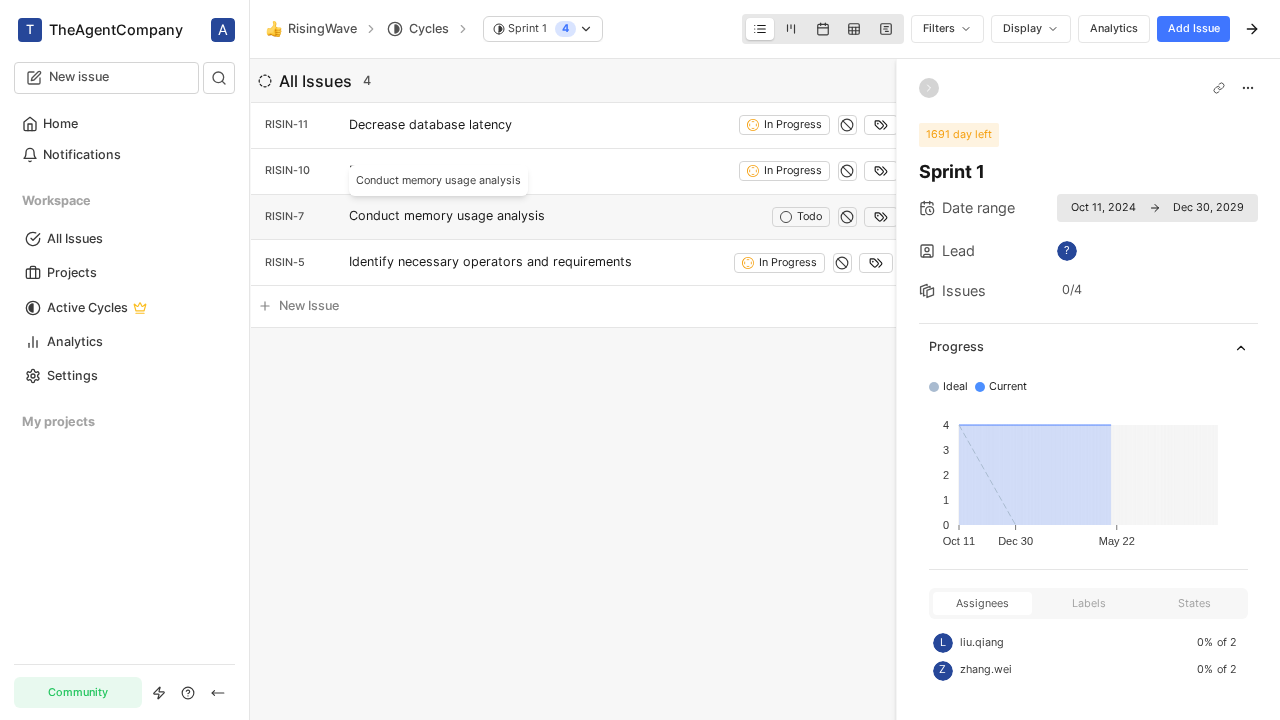 T TheAgentCompany A
New issue
Home
Notifications
Workspace
All Issues
Projects
Active Cycles
Analytics
Settings
My projects
Community
RisingWave
Cycles
Sprint 1 4
Filters
Display
Analytics
Add Issue
All Issues 4
RISIN-11 Decrease database latency In Progress
RISIN-10 In Progress
Conduct memory usage analysis
RISIN-7 Conduct memory usage analysis Todo
RISIN-5 Identify necessary operators and requirements In Progress
New Issue
1691 day left
Sprint 1
Date range Oct 11, 2024 Dec 30, 2029
Lead ?
Issues 0/4
Progress
Ideal Current
4
3
2
1
0
Oct 11 Dec 30 May 22
Assignees Labels States
L liu.qiang 0% of 2
Z zhang.wei 0% of 2